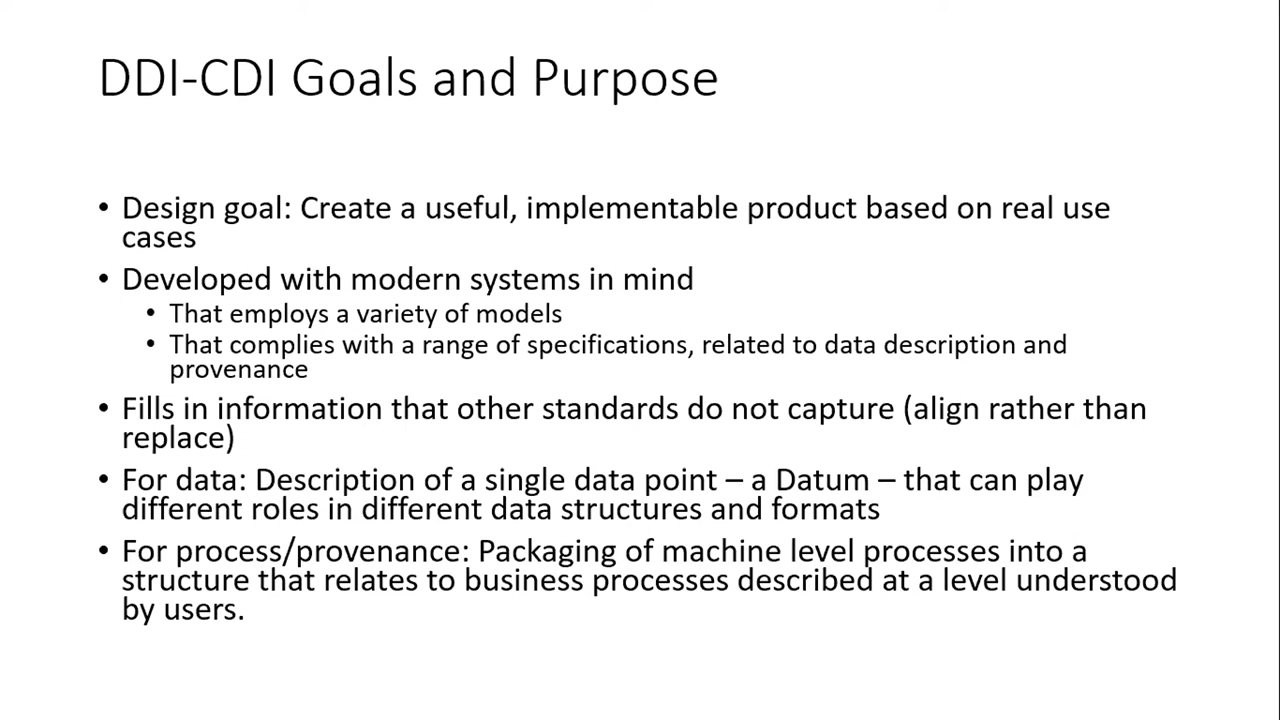 DDI-CDI Goals and Purpose
• Design goal: Create a useful, implementable product based on real use
cases
• Developed with modern systems in mind
• That employs a variety of models
• That complies with a range of specifications, related to data description and
provenance
• Fills in information that other standards do not capture (align rather than
replace)
• For data: Description of a single data point – a Datum – that can play
different roles in different data structures and formats
• For process/provenance: Packaging of machine level processes into a
structure that relates to business processes described at a level understood
by users.